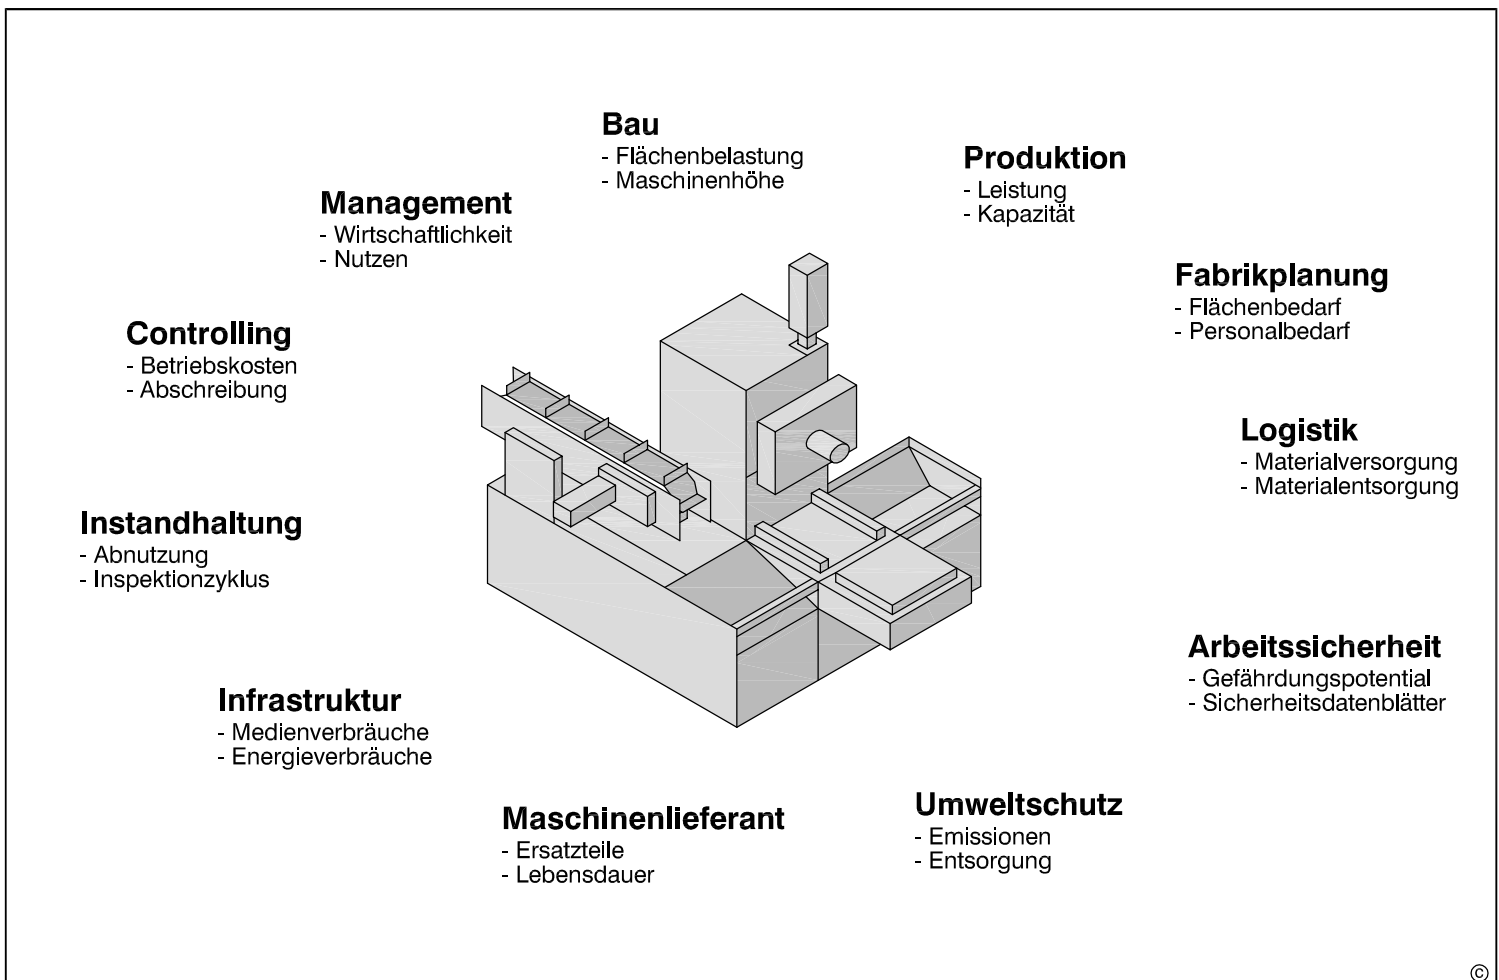 Bau
- Flächenbelastung
- Maschinenhöhe
Produktion
- Leistung
- Kapazität
Management
- Wirtschaftlichkeit
- Nutzen
Fabrikplanung
- Flächenbedarf
- Personalbedarf
Controlling
- Betriebskosten
- Abschreibung
Logistik
- Materialversorgung
- Materialentsorgung
Instandhaltung
- Abnutzung
- Inspektionzyklus
Arbeitssicherheit
- Gefährdungspotential
- Sicherheitsdatenblätter
Infrastruktur
- Medienverbräuche
- Energieverbräuche
Umweltschutz
- Emissionen
- Entsorgung
Maschinenlieferant
- Ersatzteile
- Lebensdauer
©